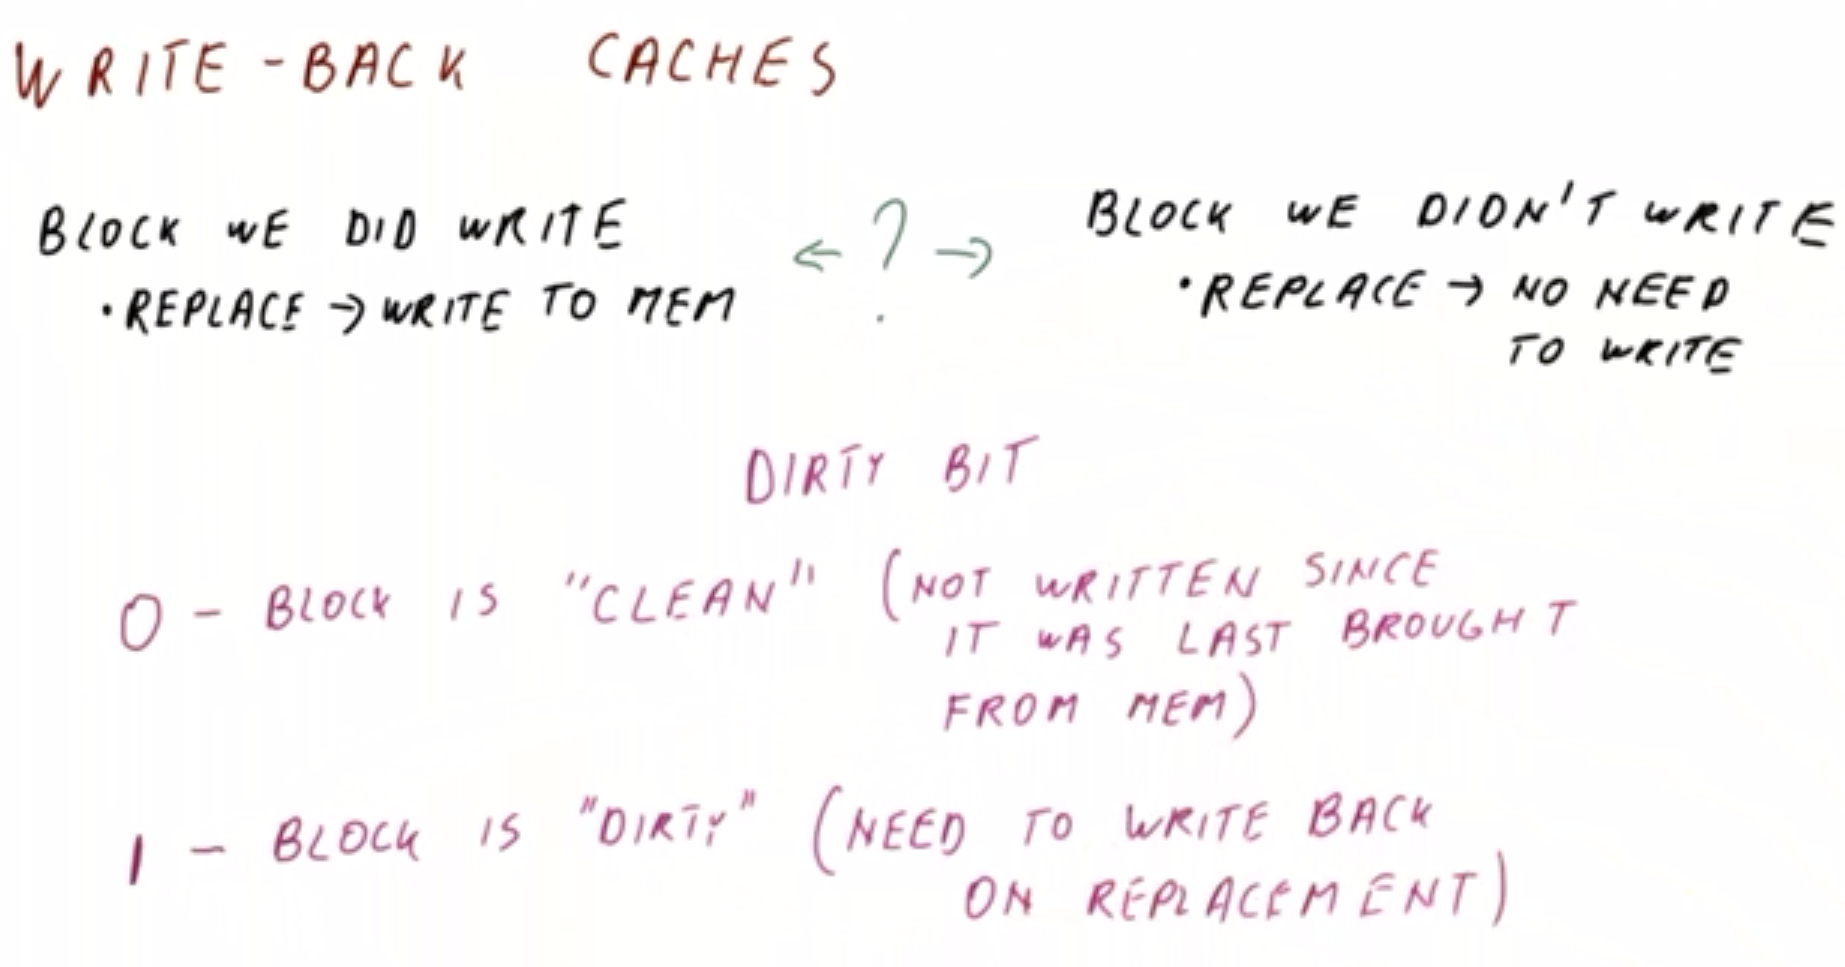 WRITE-BACK CACHES
BLOCK WE DID WRITE
• REPLACE → WRITE TO MEM
← ? →
BLOCK WE DIDN'T WRITE
• REPLACE → NO NEED
TO WRITE
DIRTY BIT
0 - BLOCK IS "CLEAN" (NOT WRITTEN SINCE
IT WAS LAST BROUGHT
FROM MEM)
1 - BLOCK IS "DIRTY" (NEED TO WRITE BACK
ON REPLACEMENT)